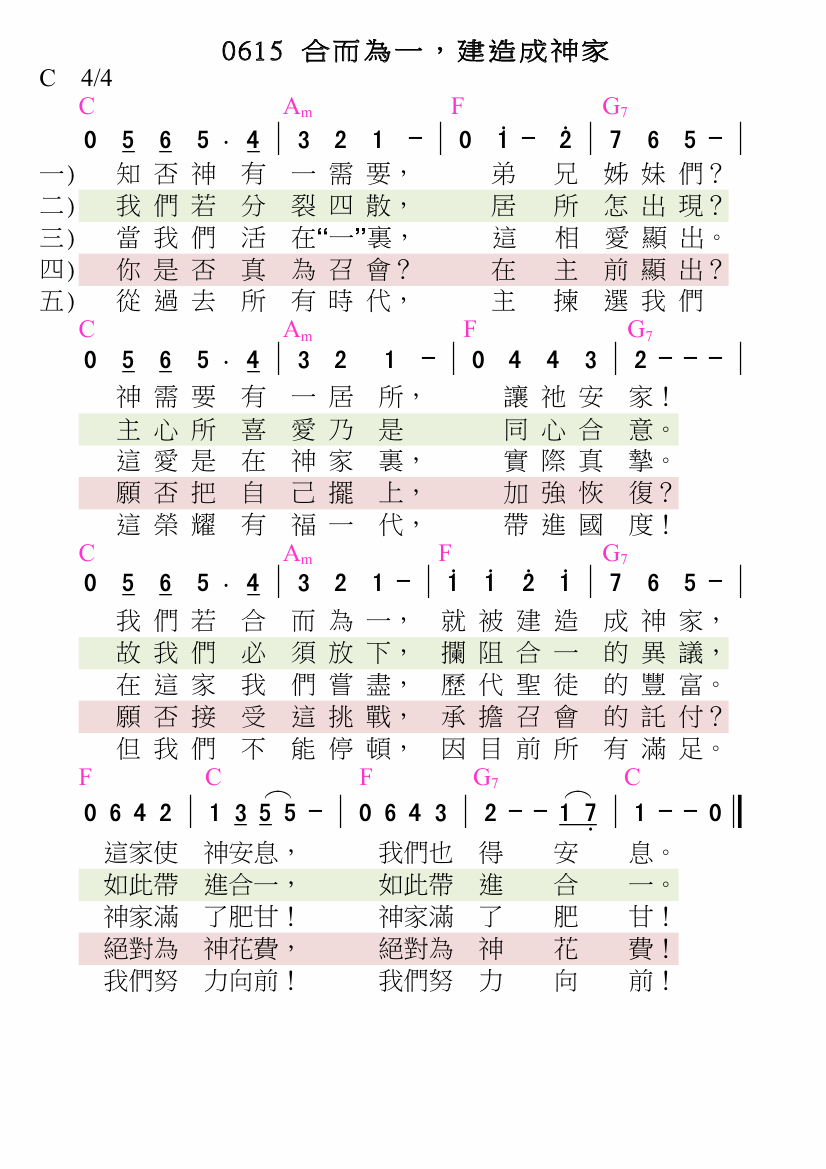 0615 合而為一，建造成神家
C 4/4
C Am F G7
0 5 6 5 . 4 | 3 2 1 - | 0 1 - 2 | 7 6 5 - |
一) 知否神有一需要， 弟兄姊妹們？
二) 我們若分裂四散， 居所怎出現？
三) 當我們活在“一”裏， 這相愛顯出。
四) 你是否真為召會？ 在主前顯出？
五) 從過去所有時代， 主揀選我們
C Am F G7
0 5 6 5 . 4 | 3 2 1 - | 0 4 4 3 | 2 - - - |
神需要有一居所， 讓祂安家！
主心所喜愛乃是 同心合意。
這愛是在神家裏， 實際真摯。
願否把自己擺上， 加強恢復？
這榮耀有福一代， 帶進國度！
C Am F G7
0 5 6 5 . 4 | 3 2 1 - | 1 1 2 1 | 7 6 5 - |
我們若合而為一， 就被建造成神家，
故我們必須放下， 攔阻合一的異議，
在這家我們嘗盡， 歷代聖徒的豐富。
願否接受這挑戰， 承擔召會的託付？
但我們不能停頓， 因目前所有滿足。
F C F G7 C
0 6 4 2 | 1 3 5 5 - | 0 6 4 3 | 2 - - 1 7 | 1 - - 0 ‖
這家使神安息， 我們也得安息。
如此帶進合一， 如此帶進合一。
神家滿了肥甘！ 神家滿了肥甘！
絕對為神花費， 絕對為神花費！
我們努力向前！ 我們努力向前！